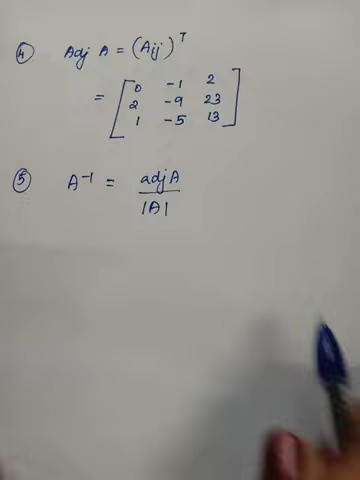 ④ Adj A = (Aij)ᵀ
= [ 0 -1 2
2 -9 23
1 -5 13 ]
⑤ A⁻¹ = adj A
|A|